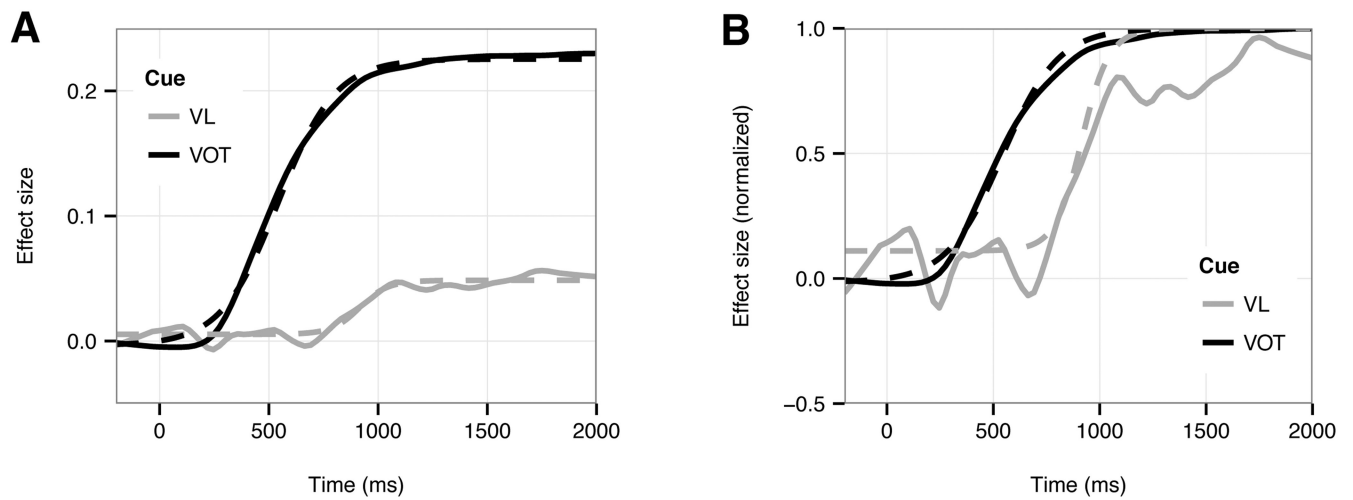 A
Effect size
0.2
0.1
0.0
Cue
VL
VOT
0
500
1000
1500
2000
Time (ms)
B
Effect size (normalized)
1.0
0.5
0.0
−0.5
Cue
VL
VOT
0
500
1000
1500
2000
Time (ms)